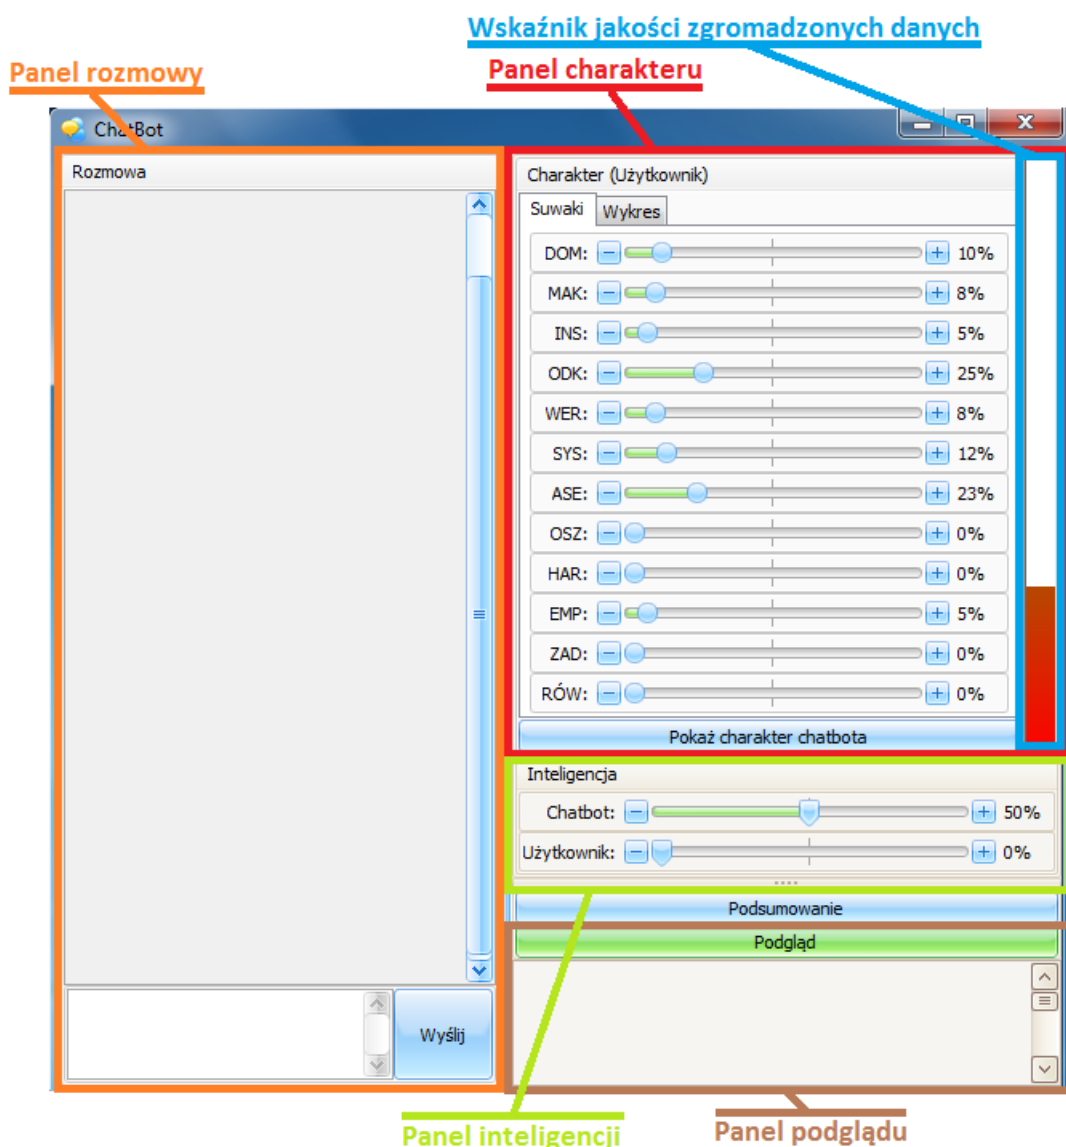 Wskaźnik jakości zgromadzonych danych
Panel rozmowy
Panel charakteru
ChatBot
Rozmowa
Charakter (Użytkownik)
Suwaki Wykres
DOM: 10%
MAK: 8%
INS: 5%
ODK: 25%
WER: 8%
SYS: 12%
ASE: 23%
OSZ: 0%
HAR: 0%
EMP: 5%
ZAD: 0%
RÓW: 0%
Pokaż charakter chatbota
Inteligencja
Chatbot: 50%
Użytkownik: 0%
Podsumowanie
Podgląd
Wyślij
Panel inteligencji
Panel podglądu